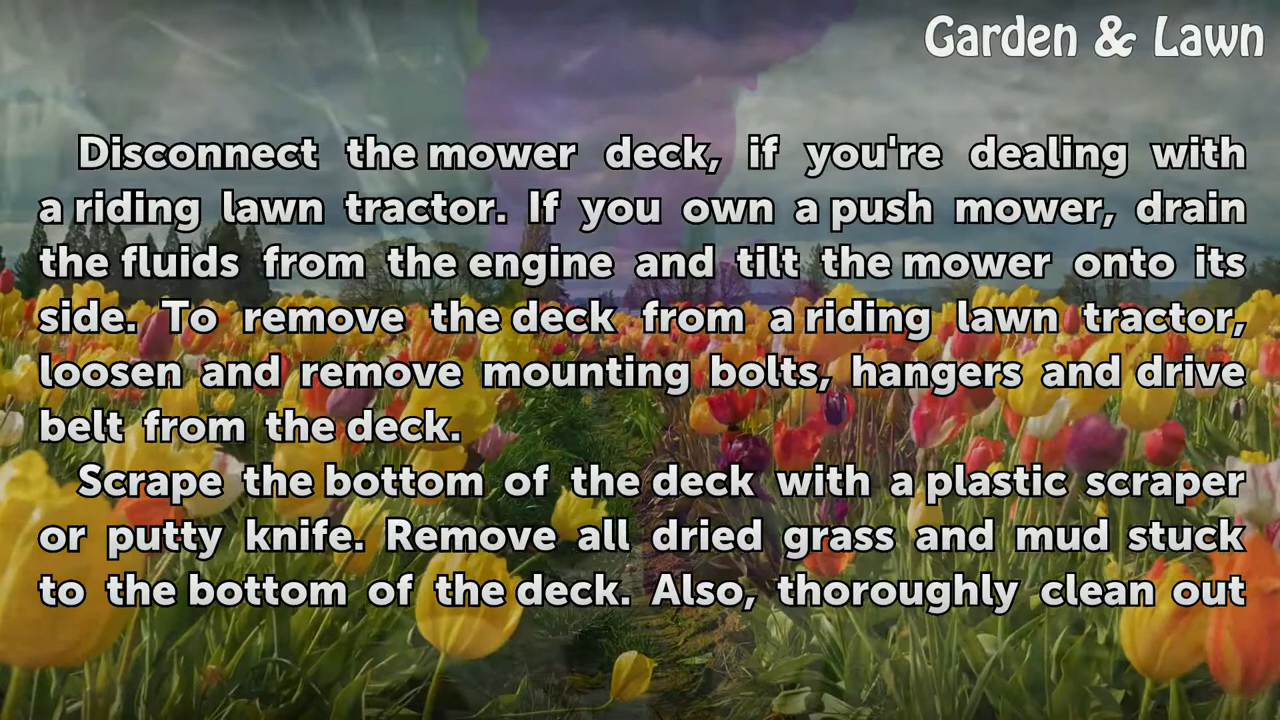 Garden & Lawn
Disconnect the mower deck, if you're dealing with
a riding lawn tractor. If you own a push mower, drain
the fluids from the engine and tilt the mower onto its
side. To remove the deck from a riding lawn tractor,
loosen and remove mounting bolts, hangers and drive
belt from the deck.
Scrape the bottom of the deck with a plastic scraper
or putty knife. Remove all dried grass and mud stuck
to the bottom of the deck. Also, thoroughly clean out